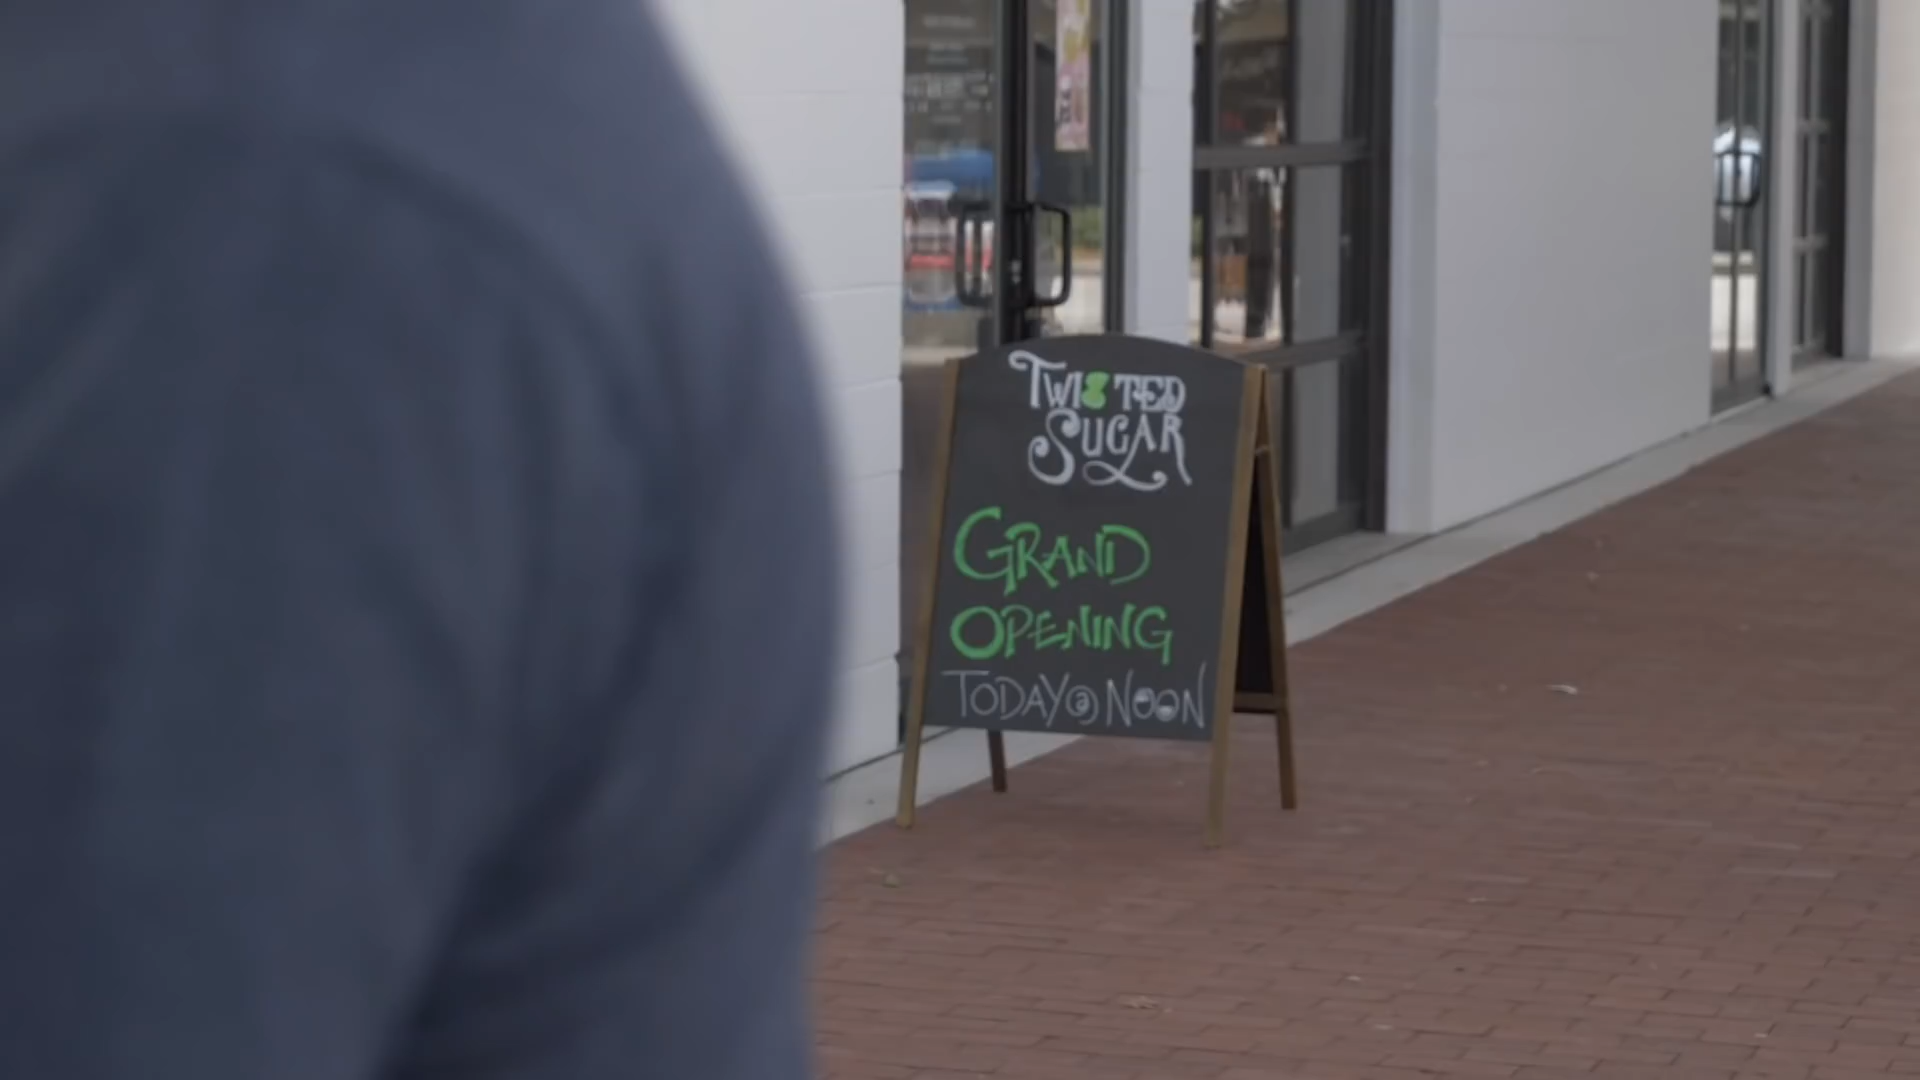 TWISTED
SUGAR
GRAND
OPENING
TODAY @ NOON